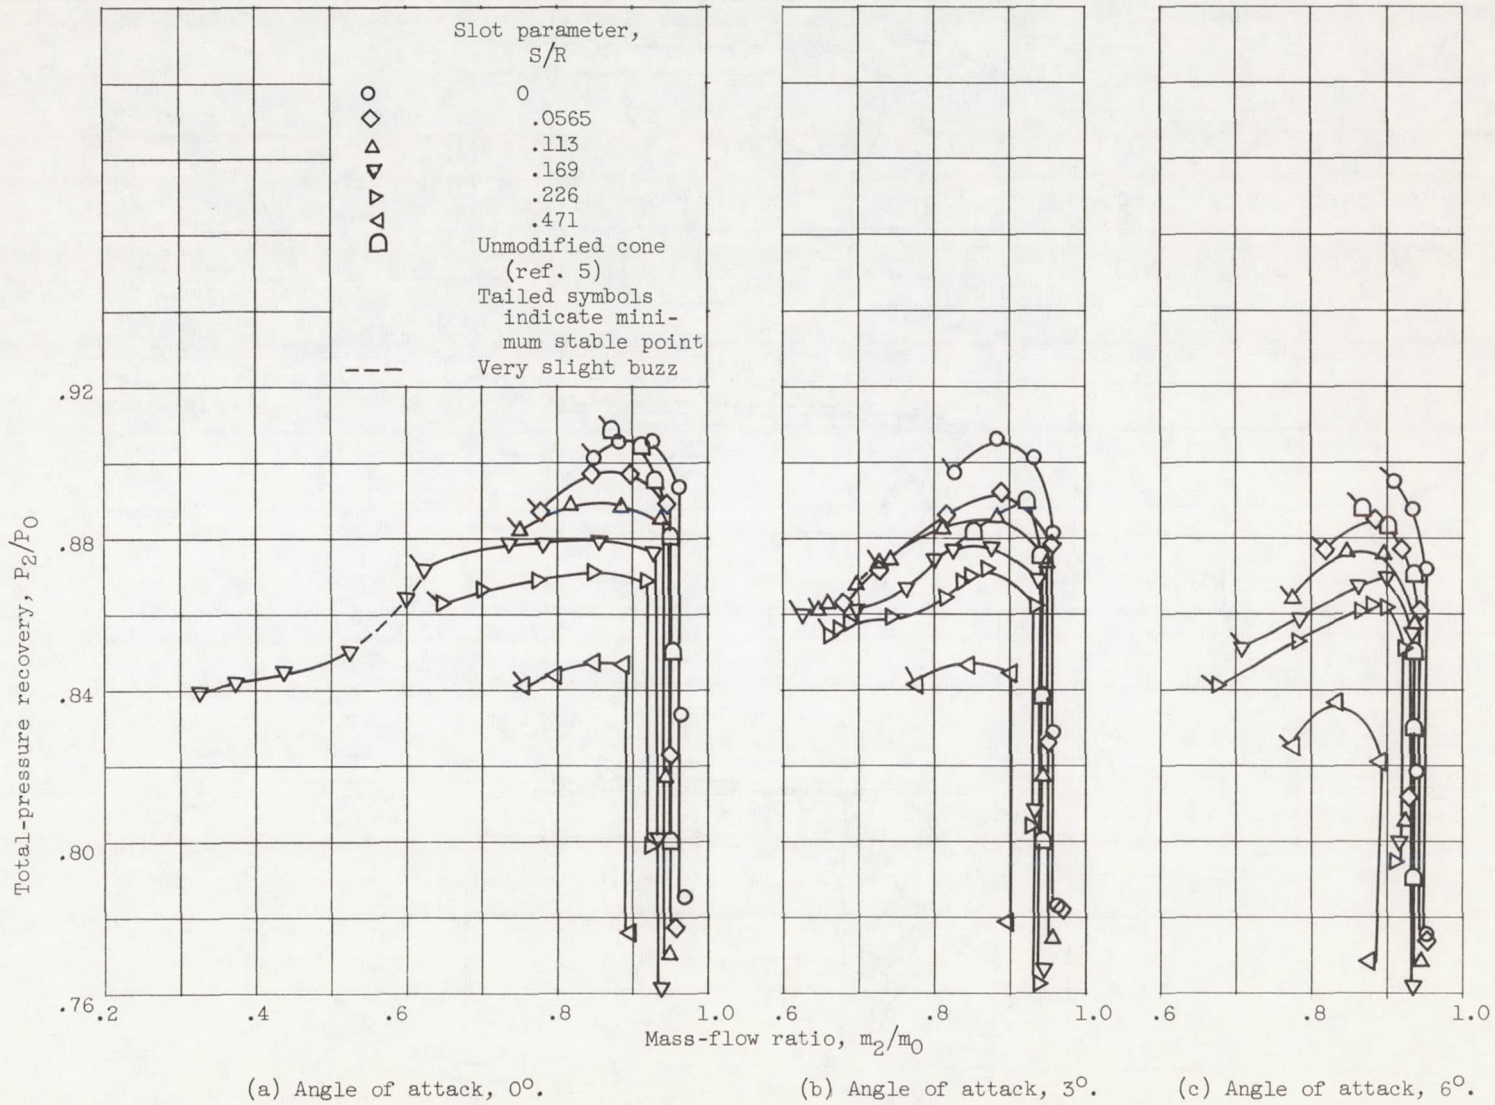 Slot parameter,
S/R
0
.0565
.113
.169
.226
.471
Unmodified cone
(ref. 5)
Tailed symbols
indicate mini-
mum stable point
Very slight buzz
Total-pressure recovery, P2/P0
.92
.88
.84
.80
.76
.2
.4
.6
.8
1.0
.6
.8
1.0
.6
.8
1.0
Mass-flow ratio, m2/m0
(a) Angle of attack, 0°.
(b) Angle of attack, 3°.
(c) Angle of attack, 6°.